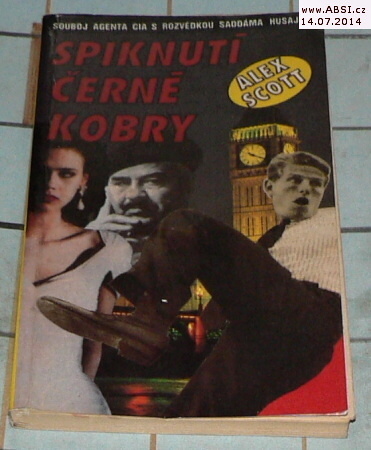 www.ABSI.cz
14.07.2014
SOUBOJ AGENTA CIA S ROZVĚDKOU SADDÁMA HUSAJ
SPIKNUTÍ
ČERNÉ
KOBRY
ALEX
SCOTT